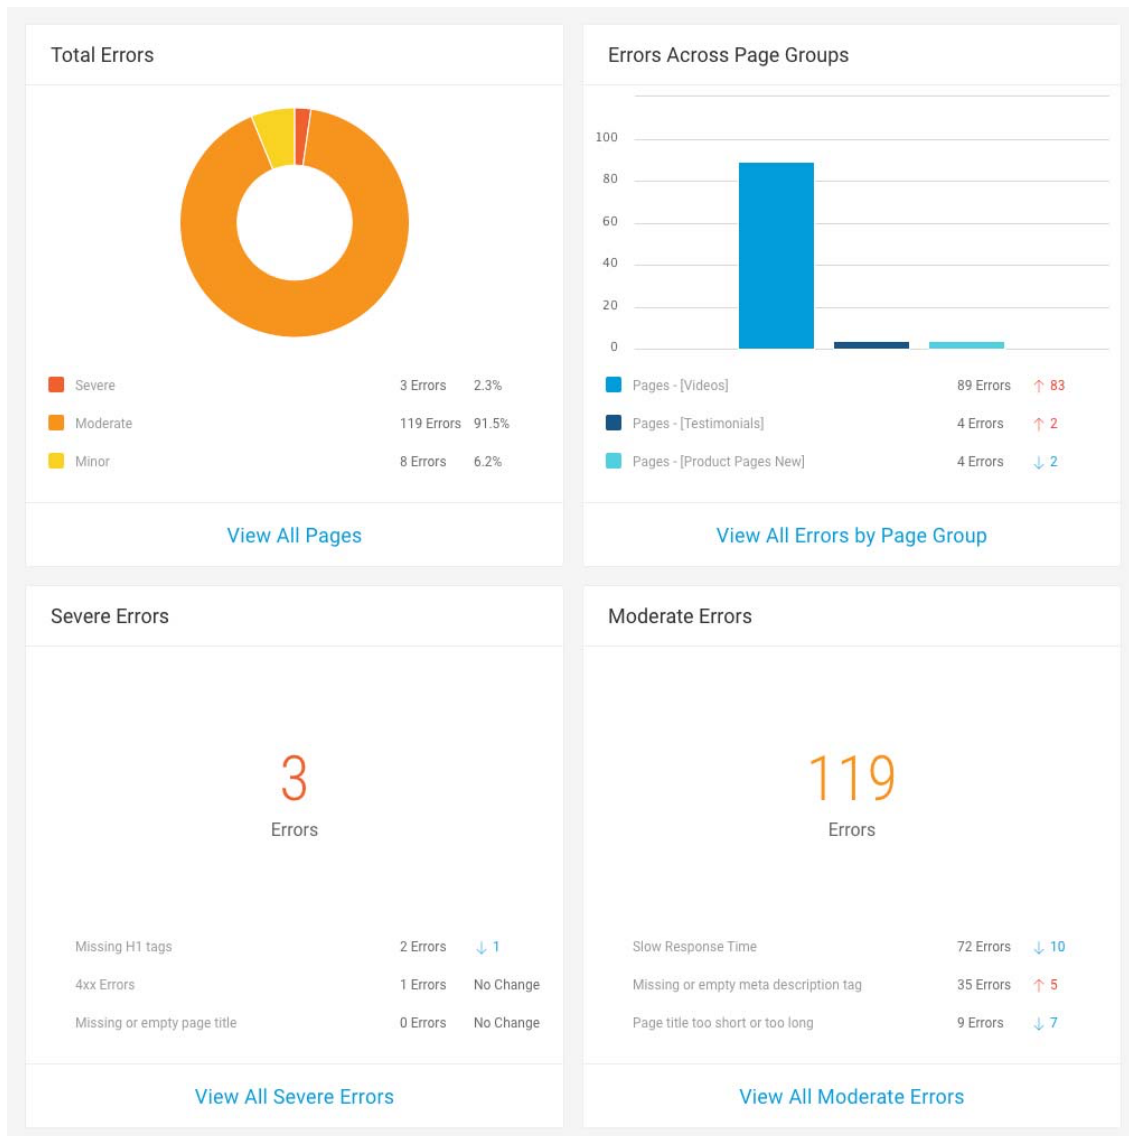 Total Errors
Severe 3 Errors 2.3%
Moderate 119 Errors 91.5%
Minor 8 Errors 6.2%
View All Pages
Errors Across Page Groups
100
80
60
40
20
0
Pages - [Videos] 89 Errors ↑ 83
Pages - [Testimonials] 4 Errors ↑ 2
Pages - [Product Pages New] 4 Errors ↓ 2
View All Errors by Page Group
Severe Errors
3
Errors
Missing H1 tags 2 Errors ↓ 1
4xx Errors 1 Errors No Change
Missing or empty page title 0 Errors No Change
View All Severe Errors
Moderate Errors
119
Errors
Slow Response Time 72 Errors ↓ 10
Missing or empty meta description tag 35 Errors ↑ 5
Page title too short or too long 9 Errors ↓ 7
View All Moderate Errors